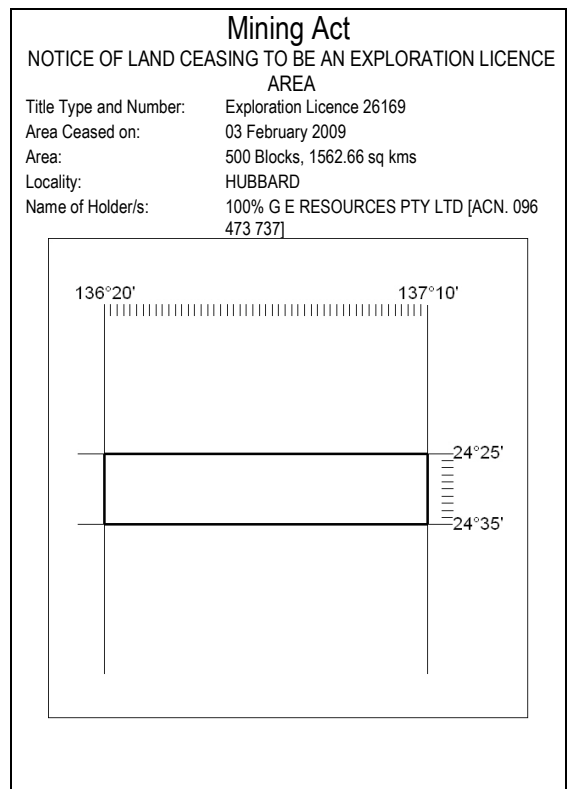 Mining Act
NOTICE OF LAND CEASING TO BE AN EXPLORATION LICENCE
AREA
Title Type and Number: Exploration Licence 26169
Area Ceased on: 03 February 2009
Area: 500 Blocks, 1562.66 sq kms
Locality: HUBBARD
Name of Holder/s: 100% G E RESOURCES PTY LTD [ACN. 096
473 737]
136°20' 137°10'
24°25'
24°35'